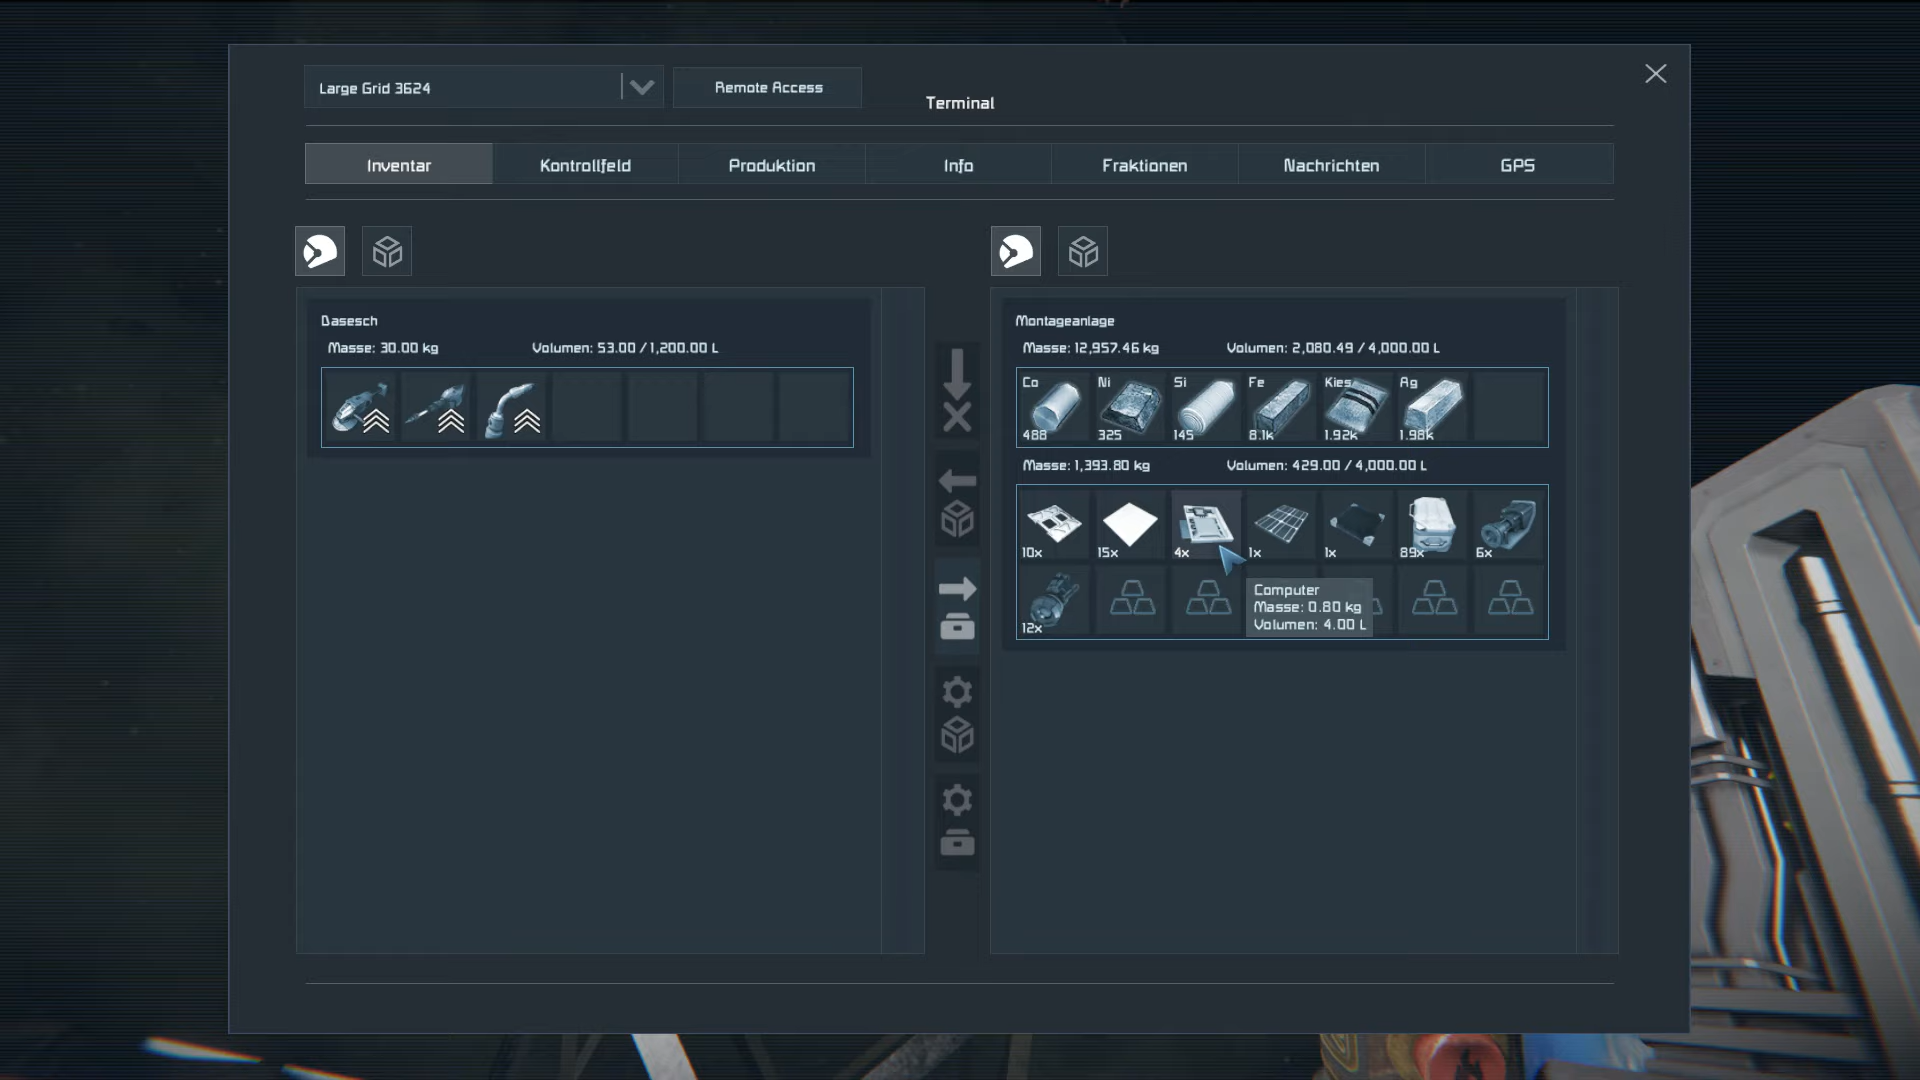 Large Grid 3624
Remote Access
Terminal
Inventar
Kontrollfeld
Produktion
Info
Fraktionen
Nachrichten
GPS
Basesch
Masse: 30.00 kg
Volumen: 53.00 / 1,200.00 L
Montageanlage
Masse: 12,957.46 kg
Volumen: 2,080.49 / 4,000.00 L
Co
Ni
Si
Fe
Kies
Ag
488
325
145
8.1k
1.92k
1.98k
Masse: 1,393.80 kg
Volumen: 429.00 / 4,000.00 L
10x
15x
4x
1x
1x
89x
6x
12x
Computer
Masse: 0.80 kg
Volumen: 4.00 L